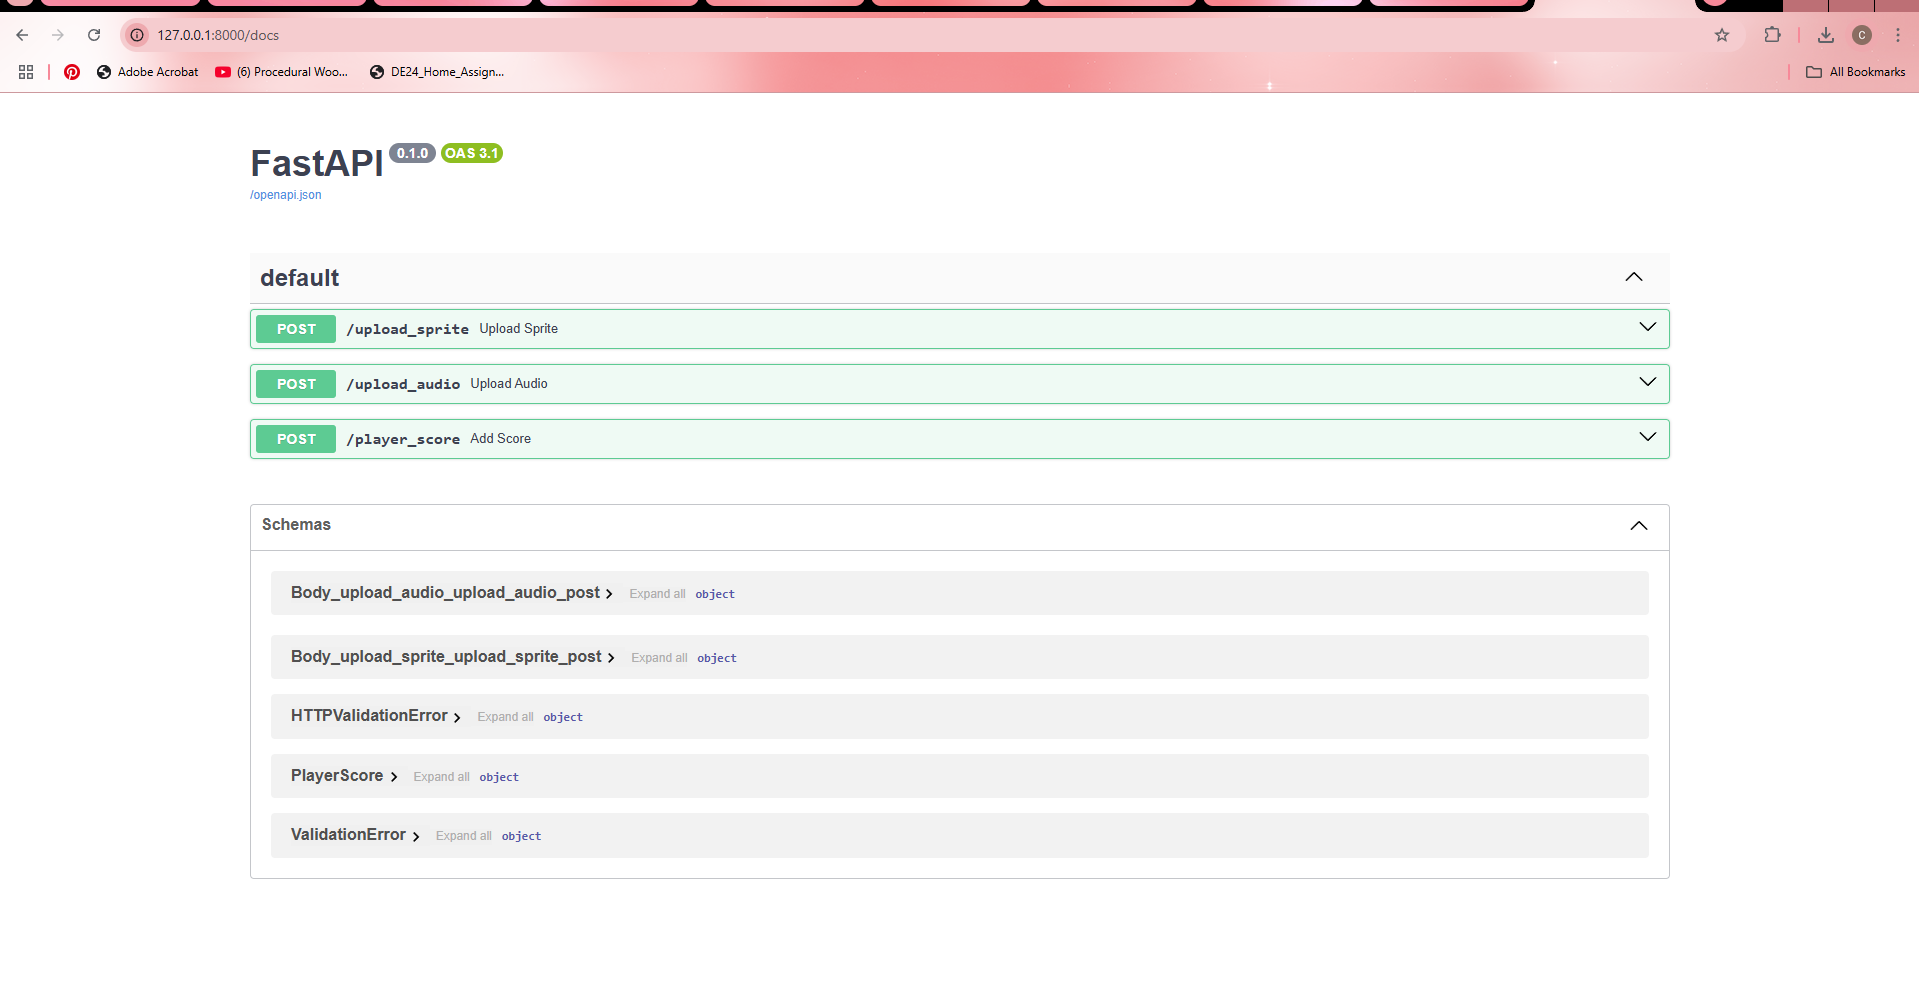 127.0.0.1:8000/docs
Adobe Acrobat (6) Procedural Woo... DE24_Home_Assign... All Bookmarks
C
FastAPI 0.1.0 OAS 3.1
/openapi.json
default
POST /upload_sprite Upload Sprite
POST /upload_audio Upload Audio
POST /player_score Add Score
Schemas
Body_upload_audio_upload_audio_post Expand all object
Body_upload_sprite_upload_sprite_post Expand all object
HTTPValidationError Expand all object
PlayerScore Expand all object
ValidationError Expand all object